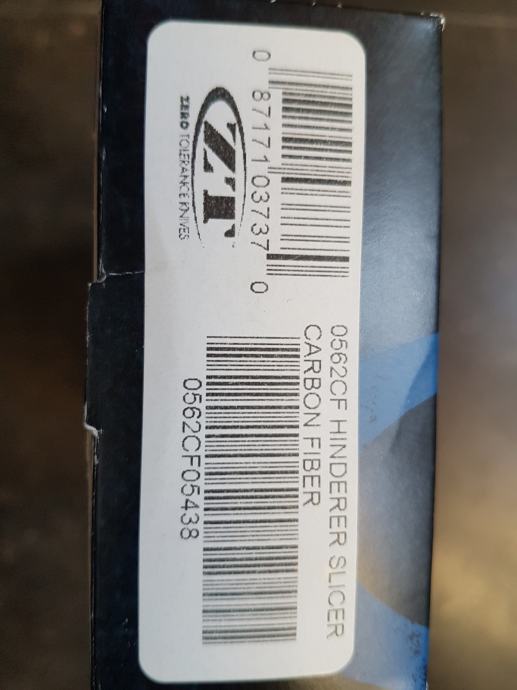 0562CF HINDERER SLICER
CARBON FIBER
0 87171 03737 0
0562CF05438
ZT
ZERO TOLERANCE KNIVES